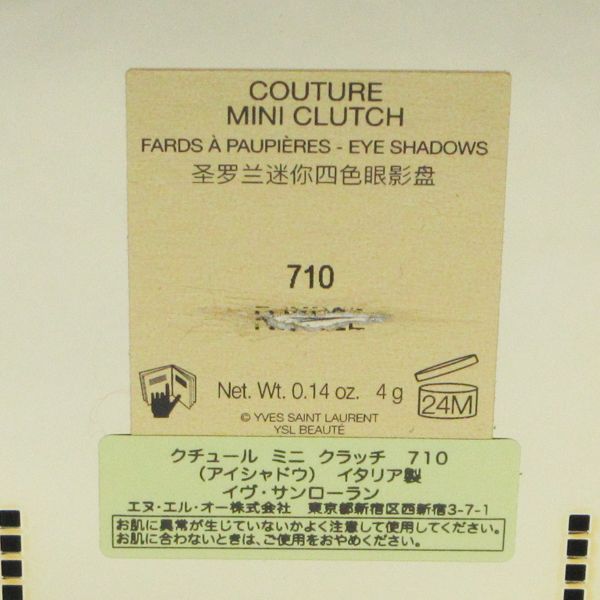 COUTURE
MINI CLUTCH
FARDS À PAUPIÈRES - EYE SHADOWS
圣罗兰迷你四色眼影盘
710
Net. Wt. 0.14 oz. 4 g
24M
© YVES SAINT LAURENT
YSL BEAUTÉ
クチュール ミニ クラッチ 710
(アイシャドウ) イタリア製
イヴ・サンローラン
エヌ・エル・オー株式会社 東京都新宿区西新宿3-7-1
お肌に異常が生じていないかよく注意して使用してください。
お肌に合わないときは、ご使用をおやめください。